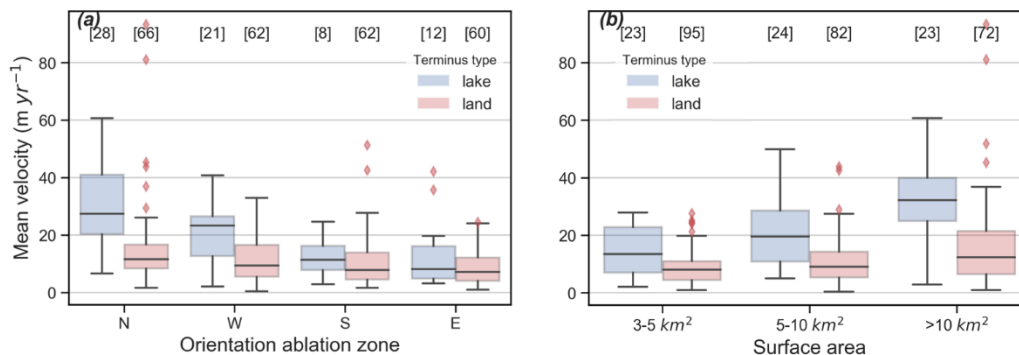 (a)
[28] [66] [21] [62] [8] [62] [12] [60]
Terminus type
lake
land
Mean velocity (m yr⁻¹)
80
60
40
20
0
N W S E
Orientation ablation zone
(b)
[23] [95] [24] [82] [23] [72]
Terminus type
lake
land
80
60
40
20
0
3-5 km² 5-10 km² >10 km²
Surface area